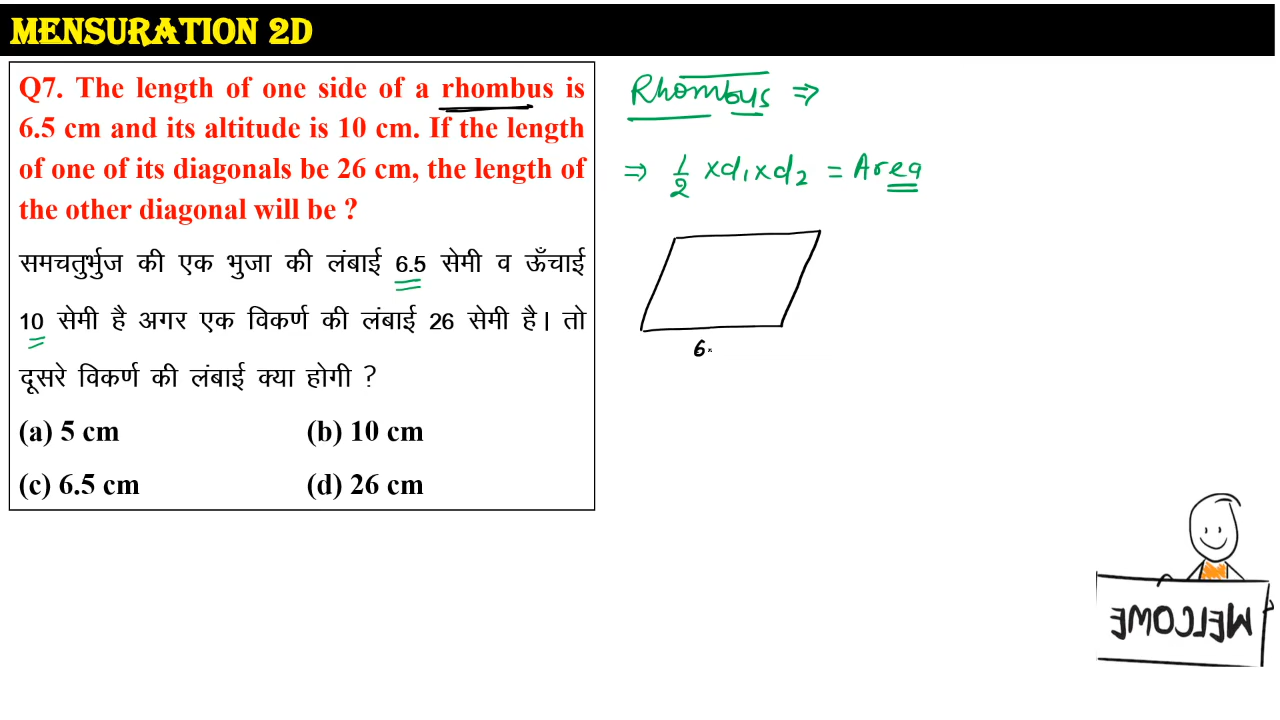 MENSURATION 2D
Q7. The length of one side of a rhombus is
6.5 cm and its altitude is 10 cm. If the length
of one of its diagonals be 26 cm, the length of
the other diagonal will be ?
समचतुर्भुज की एक भुजा की लंबाई 6.5 सेमी व ऊँचाई
10 सेमी है अगर एक विकर्ण की लंबाई 26 सेमी है। तो
दूसरे विकर्ण की लंबाई क्या होगी ?
(a) 5 cm (b) 10 cm
(c) 6.5 cm (d) 26 cm
Rhombus ⇒
⇒ 1/2 × d₁ × d₂ = Area
6.
WELCOME